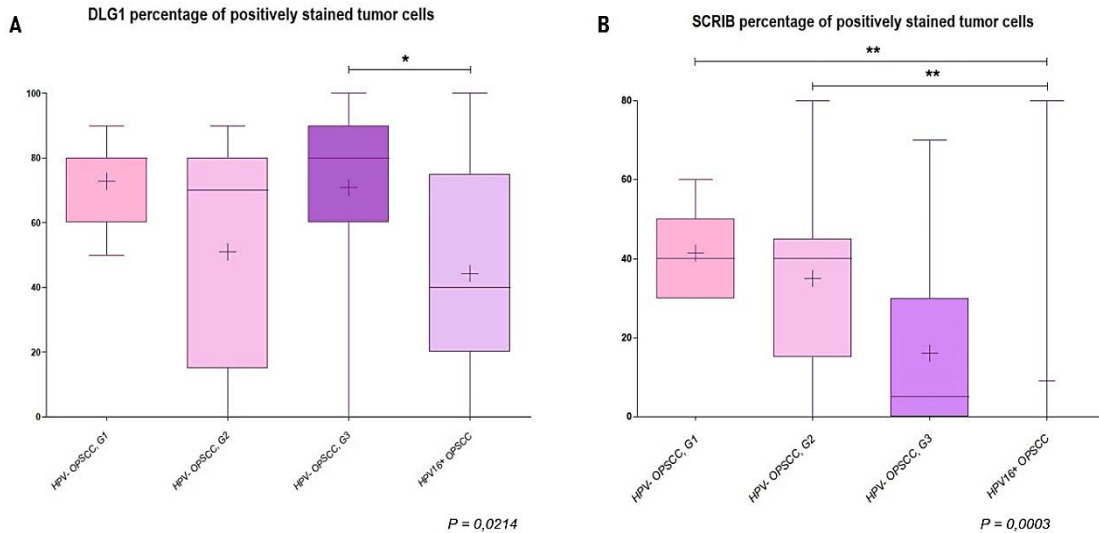 A
DLG1 percentage of positively stained tumor cells
*
100
80
60
40
20
0
HPV- OPSCC, G1
HPV- OPSCC, G2
HPV- OPSCC, G3
HPV16+ OPSCC
P = 0,0214
B
SCRIB percentage of positively stained tumor cells
**
**
80
60
40
20
0
HPV- OPSCC, G1
HPV- OPSCC, G2
HPV- OPSCC, G3
HPV16+ OPSCC
P = 0,0003